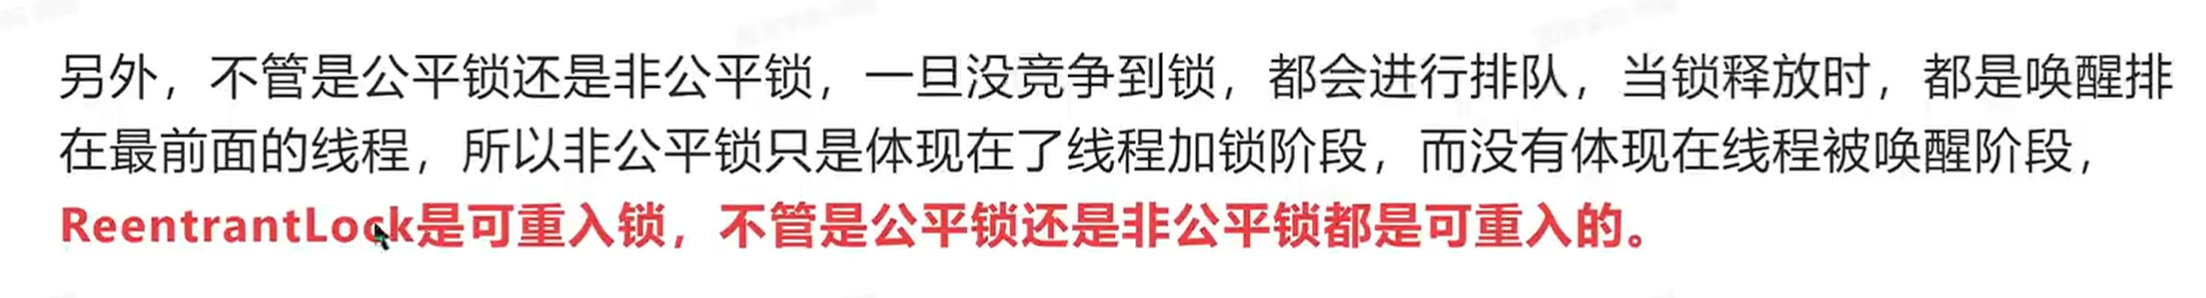 另外，不管是公平锁还是非公平锁，一旦没竞争到锁，都会进行排队，当锁释放时，都是唤醒排
在最前面的线程，所以非公平锁只是体现在了线程加锁阶段，而没有体现在线程被唤醒阶段，
ReentrantLock是可重入锁，不管是公平锁还是非公平锁都是可重入的。